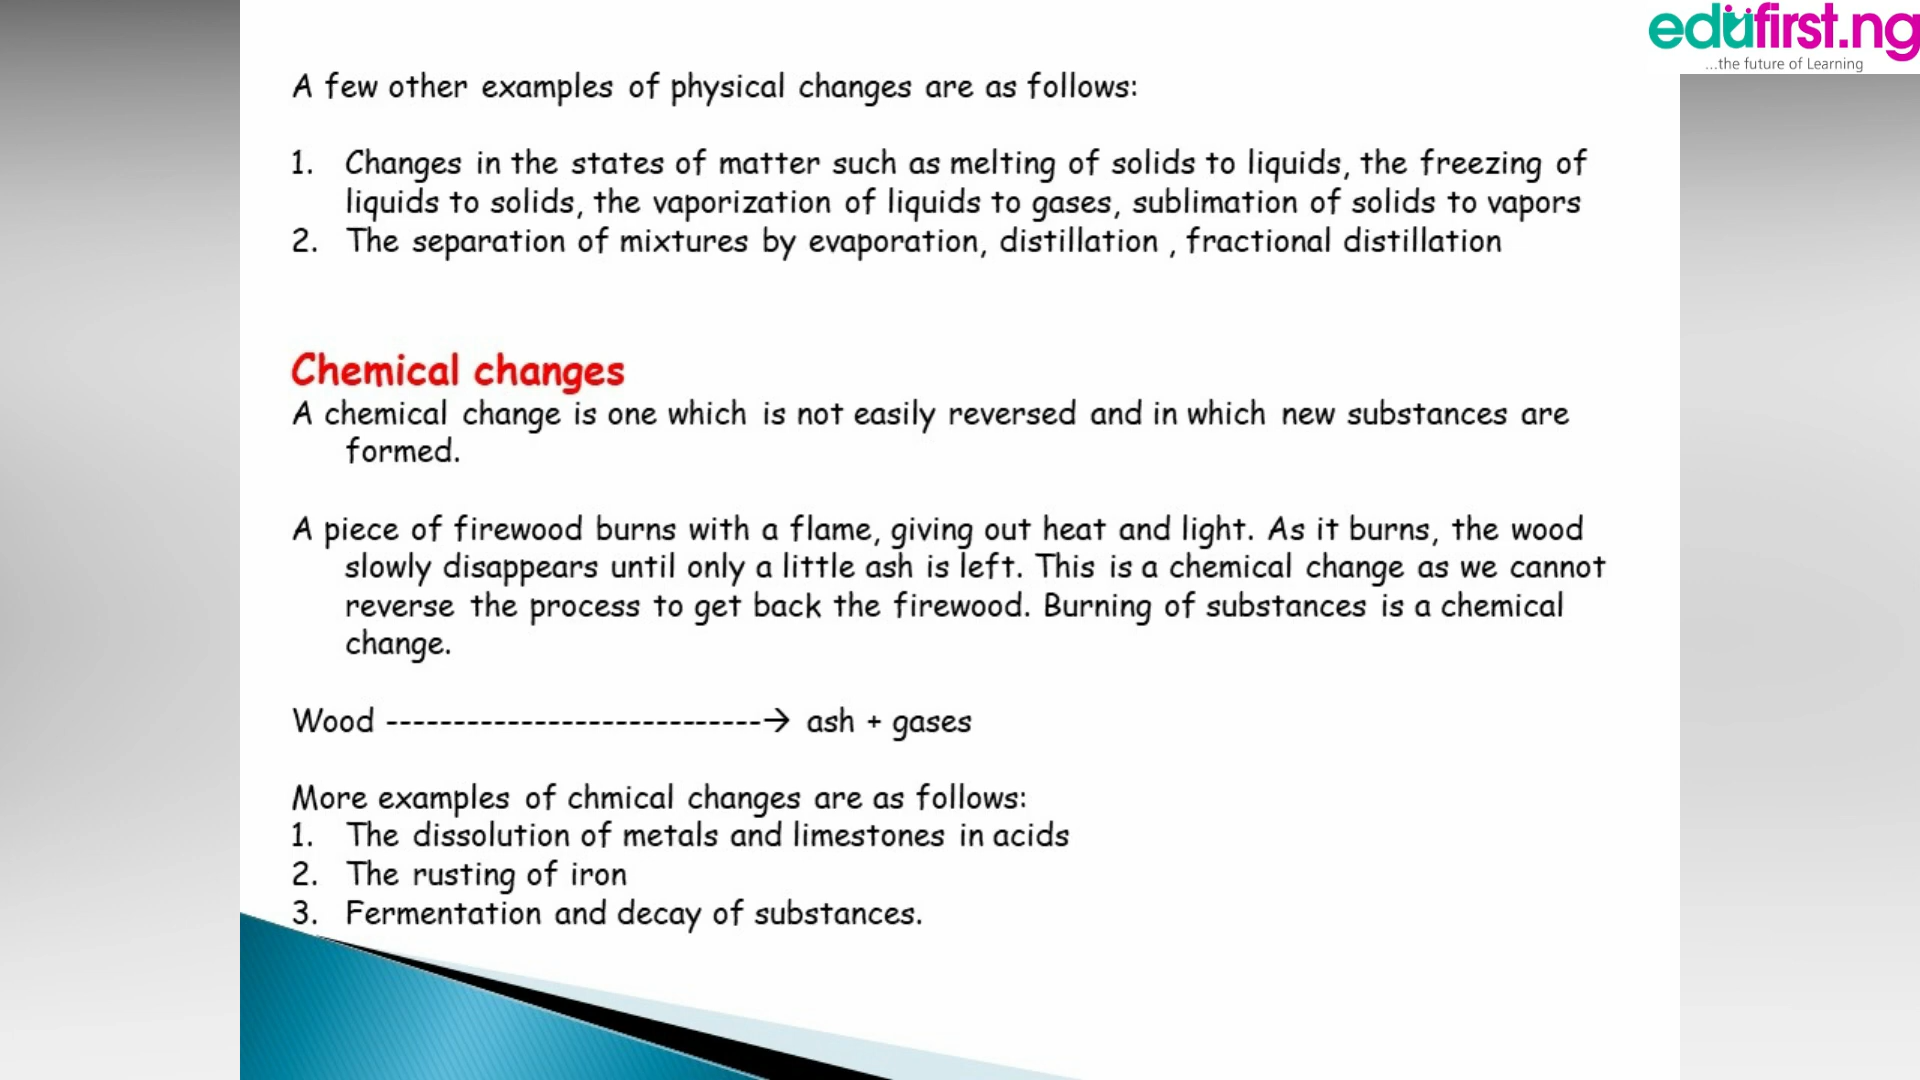 edufirst.ng
...the future of Learning
A few other examples of physical changes are as follows:
1. Changes in the states of matter such as melting of solids to liquids, the freezing of
liquids to solids, the vaporization of liquids to gases, sublimation of solids to vapors
2. The separation of mixtures by evaporation, distillation , fractional distillation
Chemical changes
A chemical change is one which is not easily reversed and in which new substances are
formed.
A piece of firewood burns with a flame, giving out heat and light. As it burns, the wood
slowly disappears until only a little ash is left. This is a chemical change as we cannot
reverse the process to get back the firewood. Burning of substances is a chemical
change.
Wood ----------------------------→ ash + gases
More examples of chmical changes are as follows:
1. The dissolution of metals and limestones in acids
2. The rusting of iron
3. Fermentation and decay of substances.